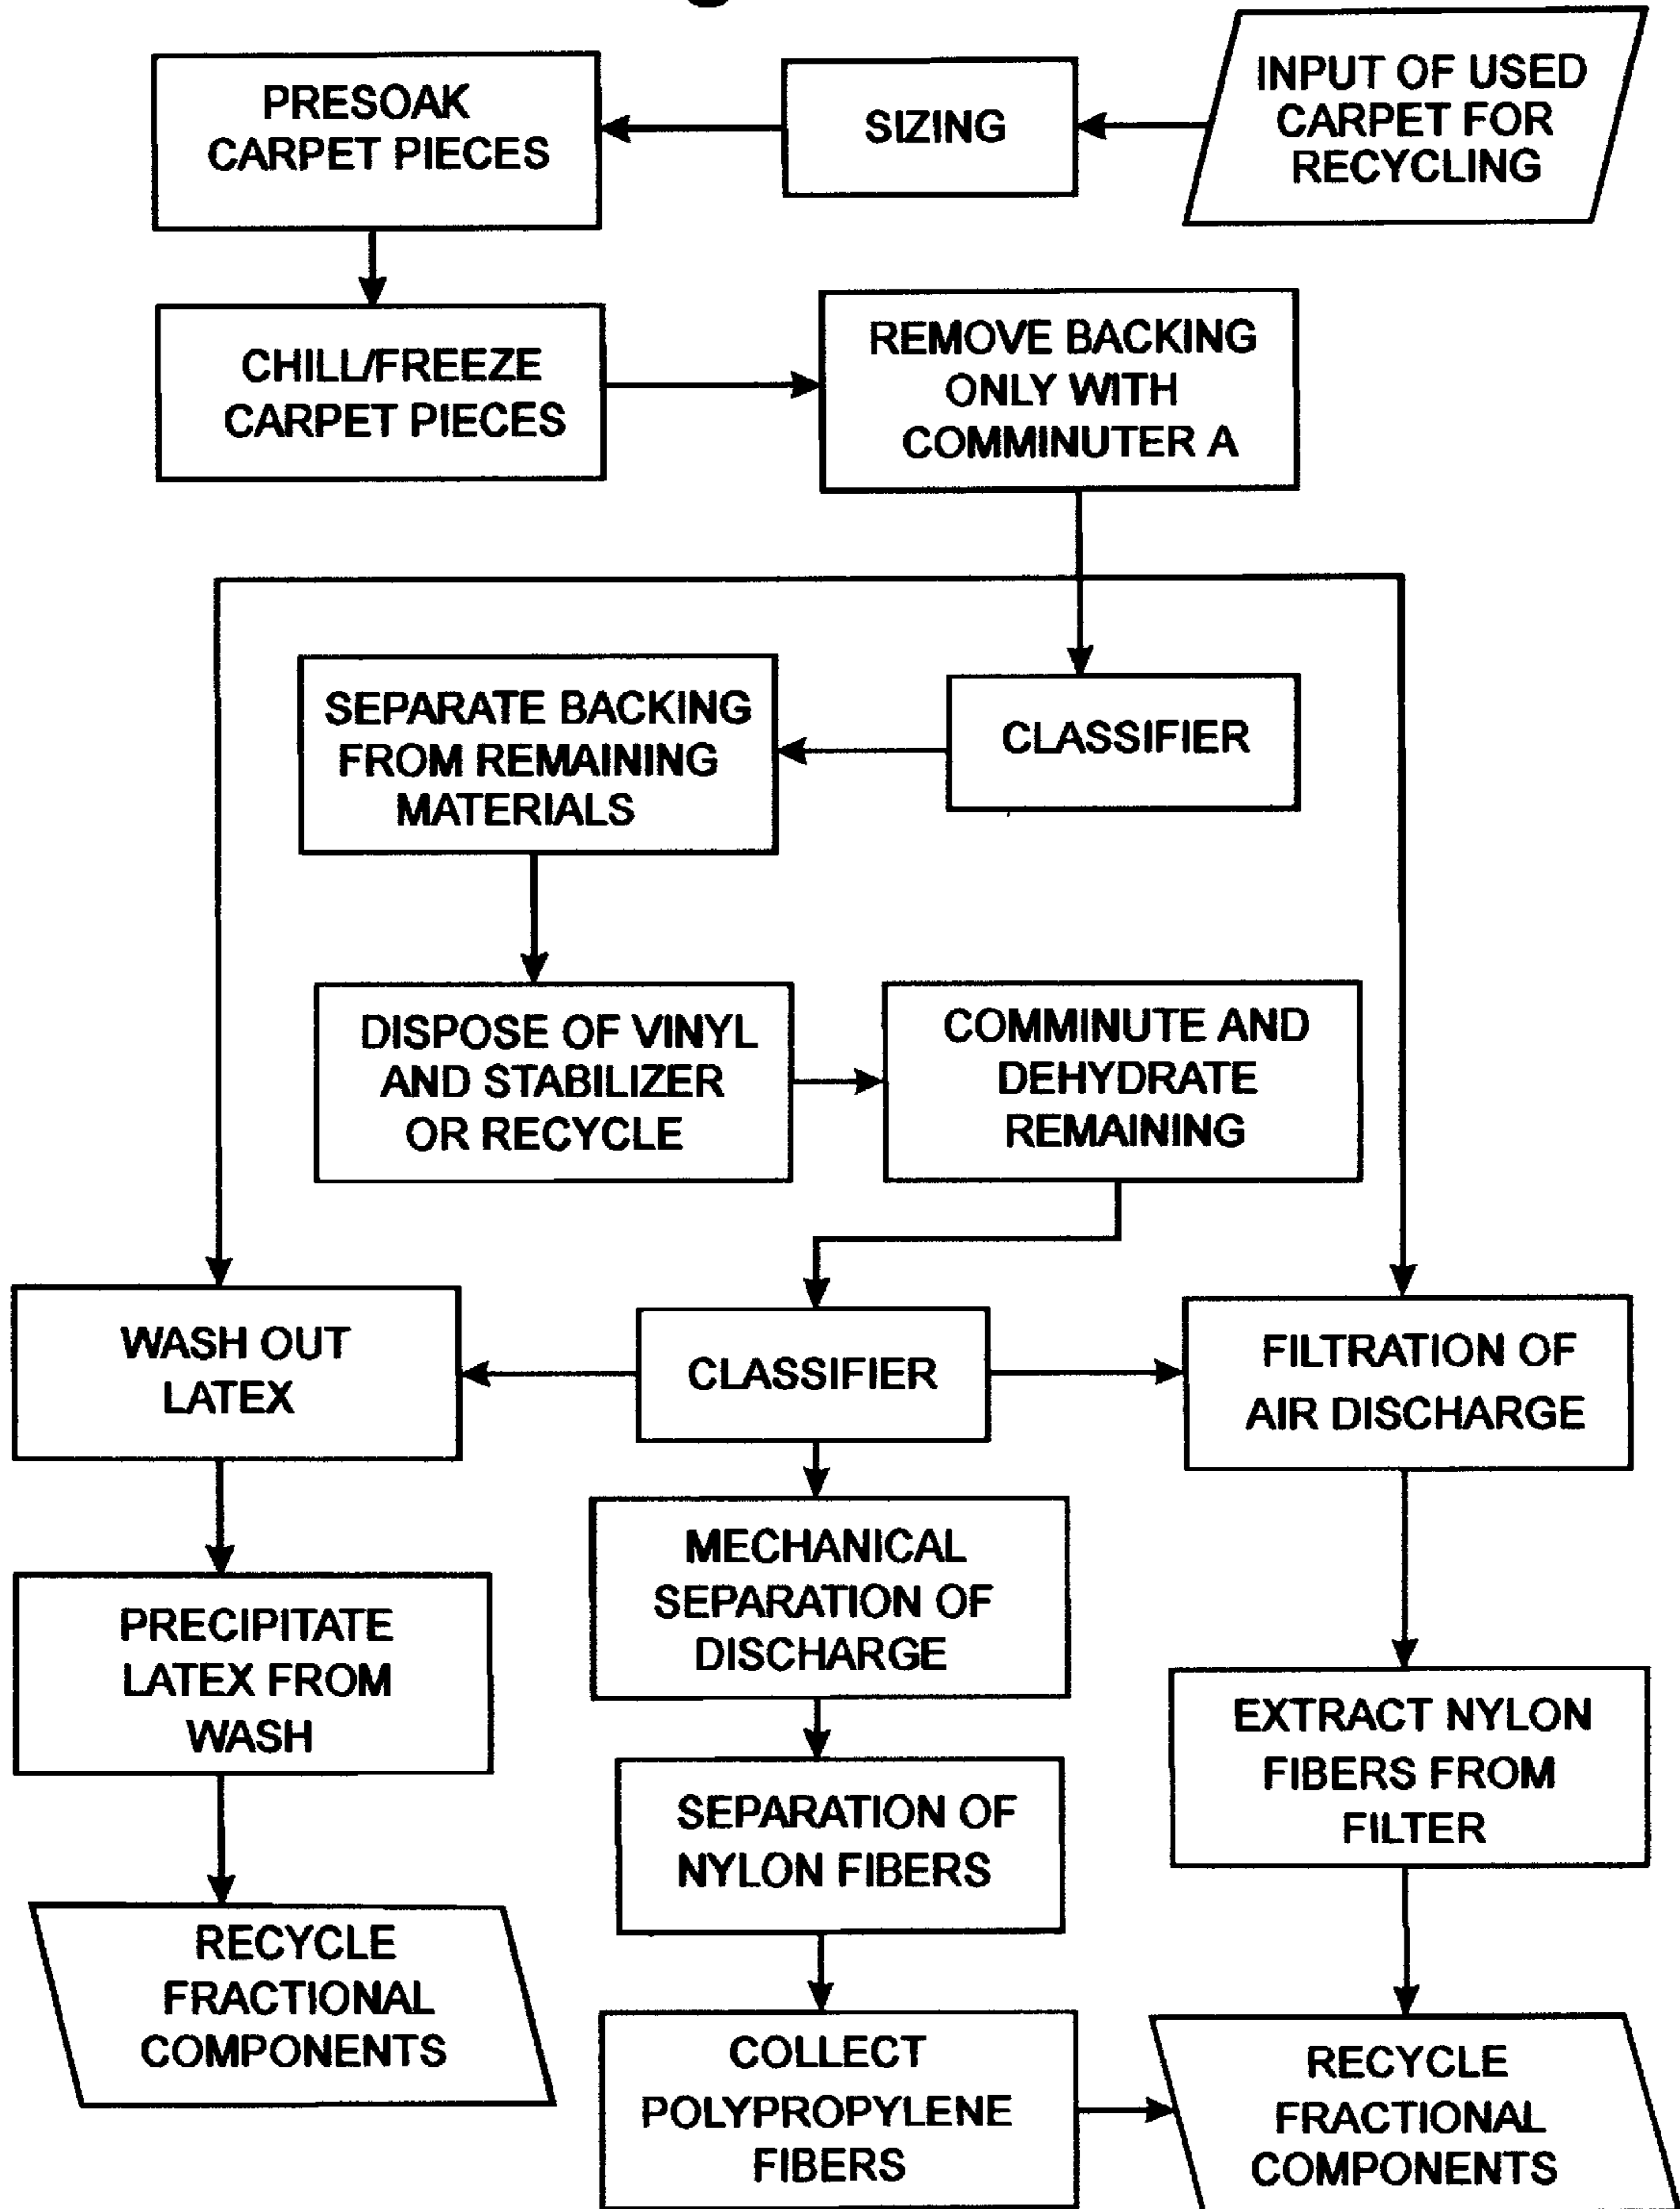 INPUT OF USED
CARPET FOR
RECYCLING
SIZING
PRESOAK
CARPET PIECES
CHILL/FREEZE
CARPET PIECES
REMOVE BACKING
ONLY WITH
COMMINUTER A
CLASSIFIER
SEPARATE BACKING
FROM REMAINING
MATERIALS
DISPOSE OF VINYL
AND STABILIZER
OR RECYCLE
COMMINUTE AND
DEHYDRATE
REMAINING
CLASSIFIER
WASH OUT
LATEX
PRECIPITATE
LATEX FROM
WASH
RECYCLE
FRACTIONAL
COMPONENTS
MECHANICAL
SEPARATION OF
DISCHARGE
SEPARATION OF
NYLON FIBERS
COLLECT
POLYPROPYLENE
FIBERS
FILTRATION OF
AIR DISCHARGE
EXTRACT NYLON
FIBERS FROM
FILTER
RECYCLE
FRACTIONAL
COMPONENTS